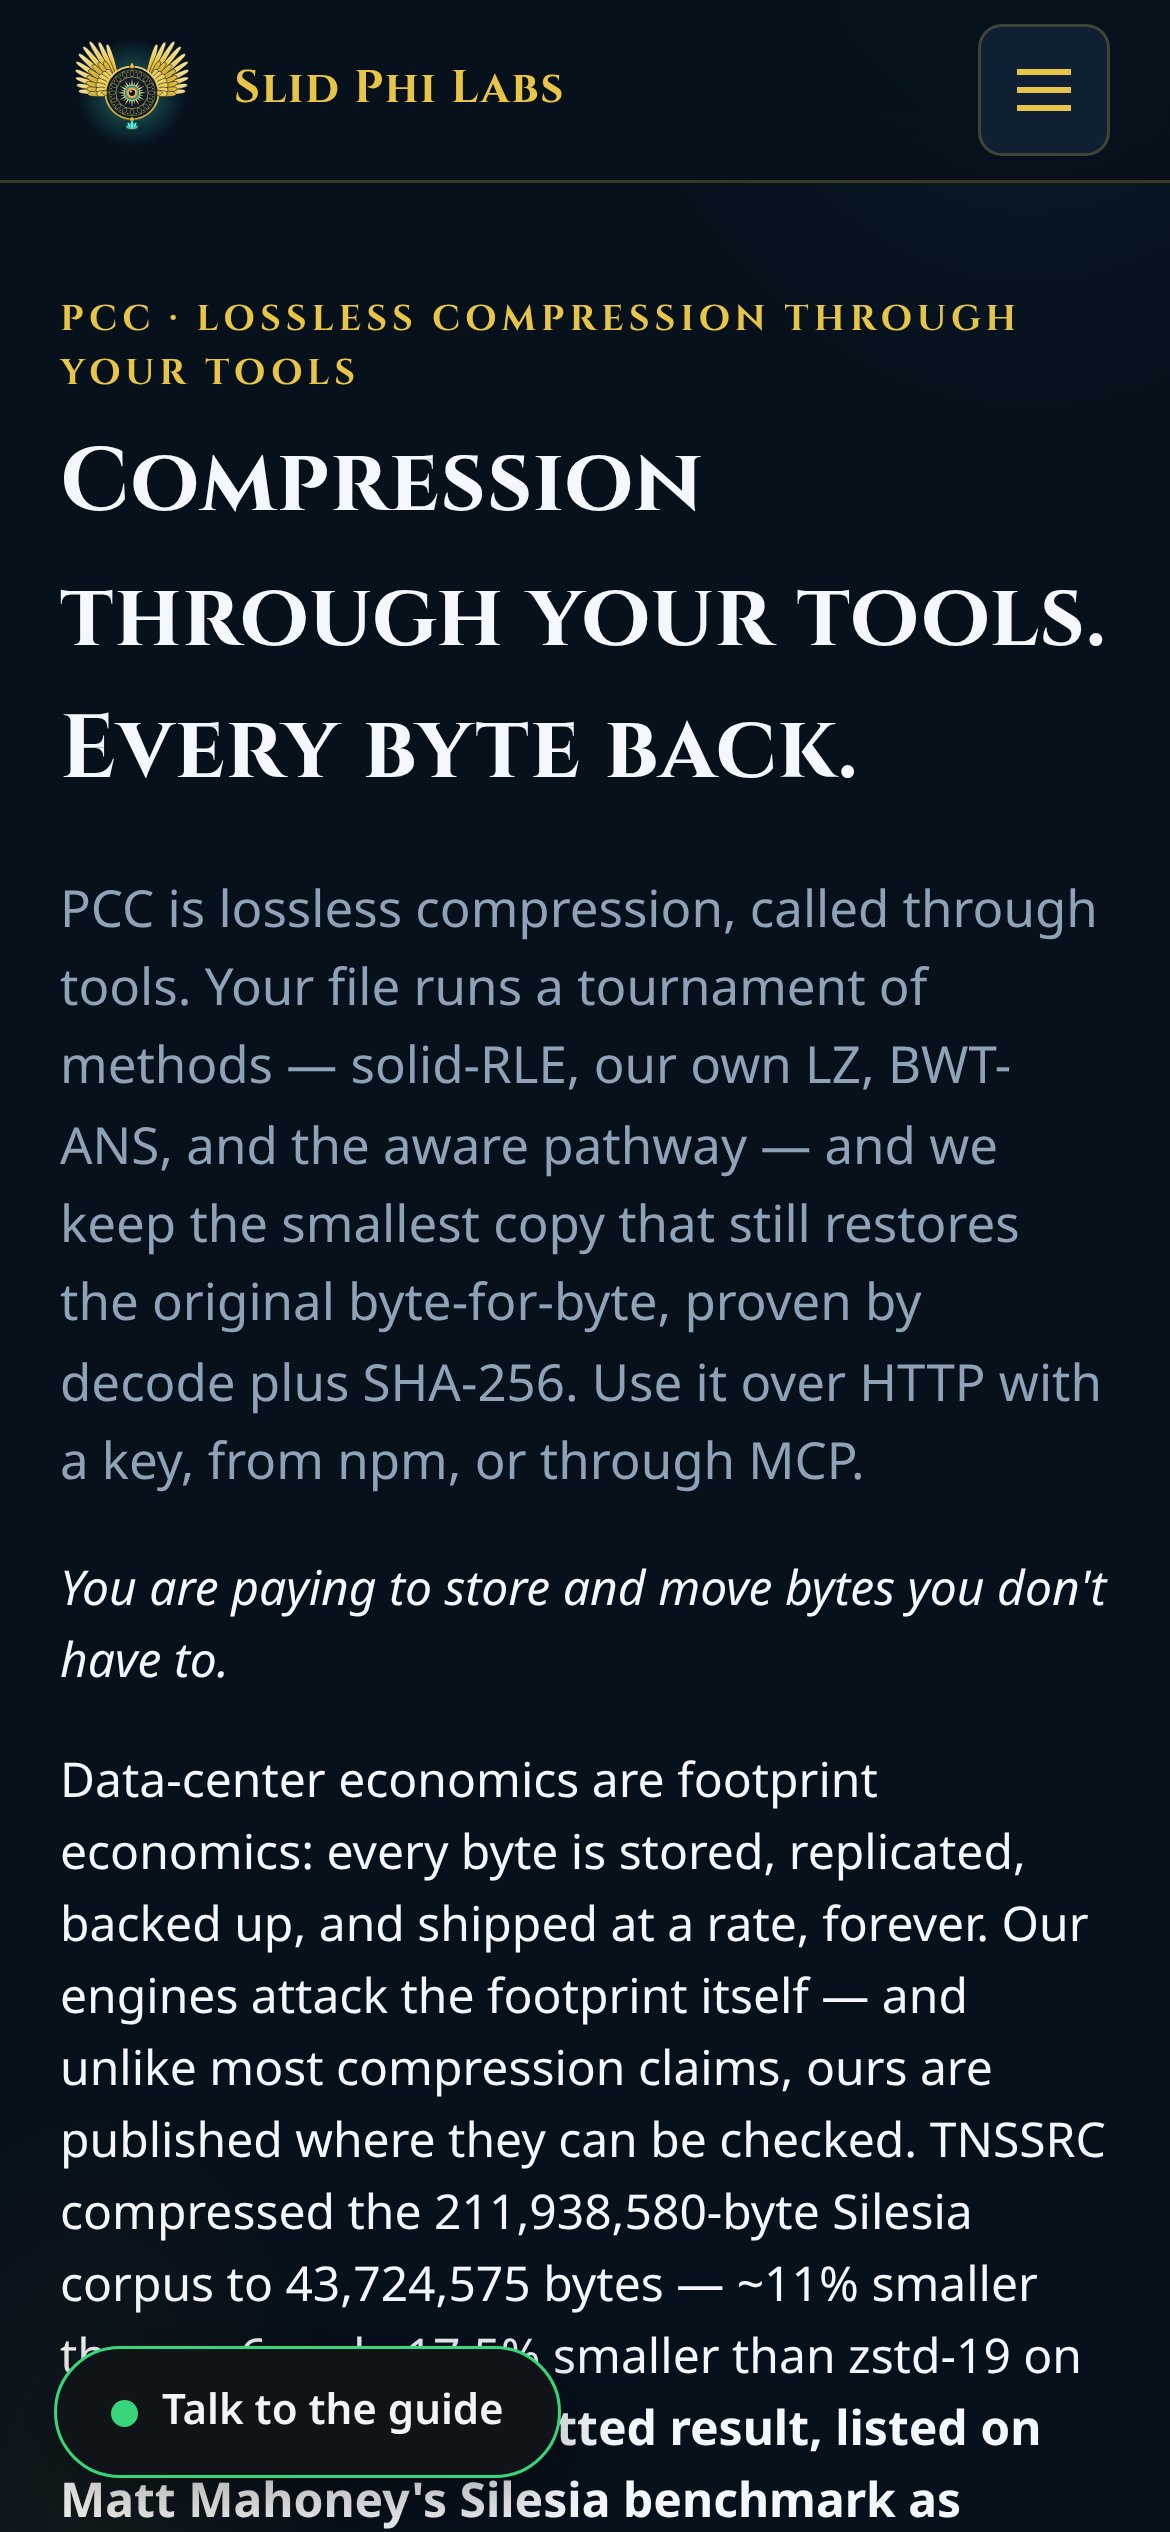 Slid Phi Labs
PCC · LOSSLESS COMPRESSION THROUGH
YOUR TOOLS
Compression
through your tools.
Every byte back.
PCC is lossless compression, called through
tools. Your file runs a tournament of
methods — solid-RLE, our own LZ, BWT-
ANS, and the aware pathway — and we
keep the smallest copy that still restores
the original byte-for-byte, proven by
decode plus SHA-256. Use it over HTTP with
a key, from npm, or through MCP.
You are paying to store and move bytes you don't
have to.
Data-center economics are footprint
economics: every byte is stored, replicated,
backed up, and shipped at a rate, forever. Our
engines attack the footprint itself — and
unlike most compression claims, ours are
published where they can be checked. TNSSRC
compressed the 211,938,580-byte Silesia
corpus to 43,724,575 bytes — ~11% smaller
smaller than zstd-19 on
Talk to the guide
result, listed on
Matt Mahoney's Silesia benchmark as